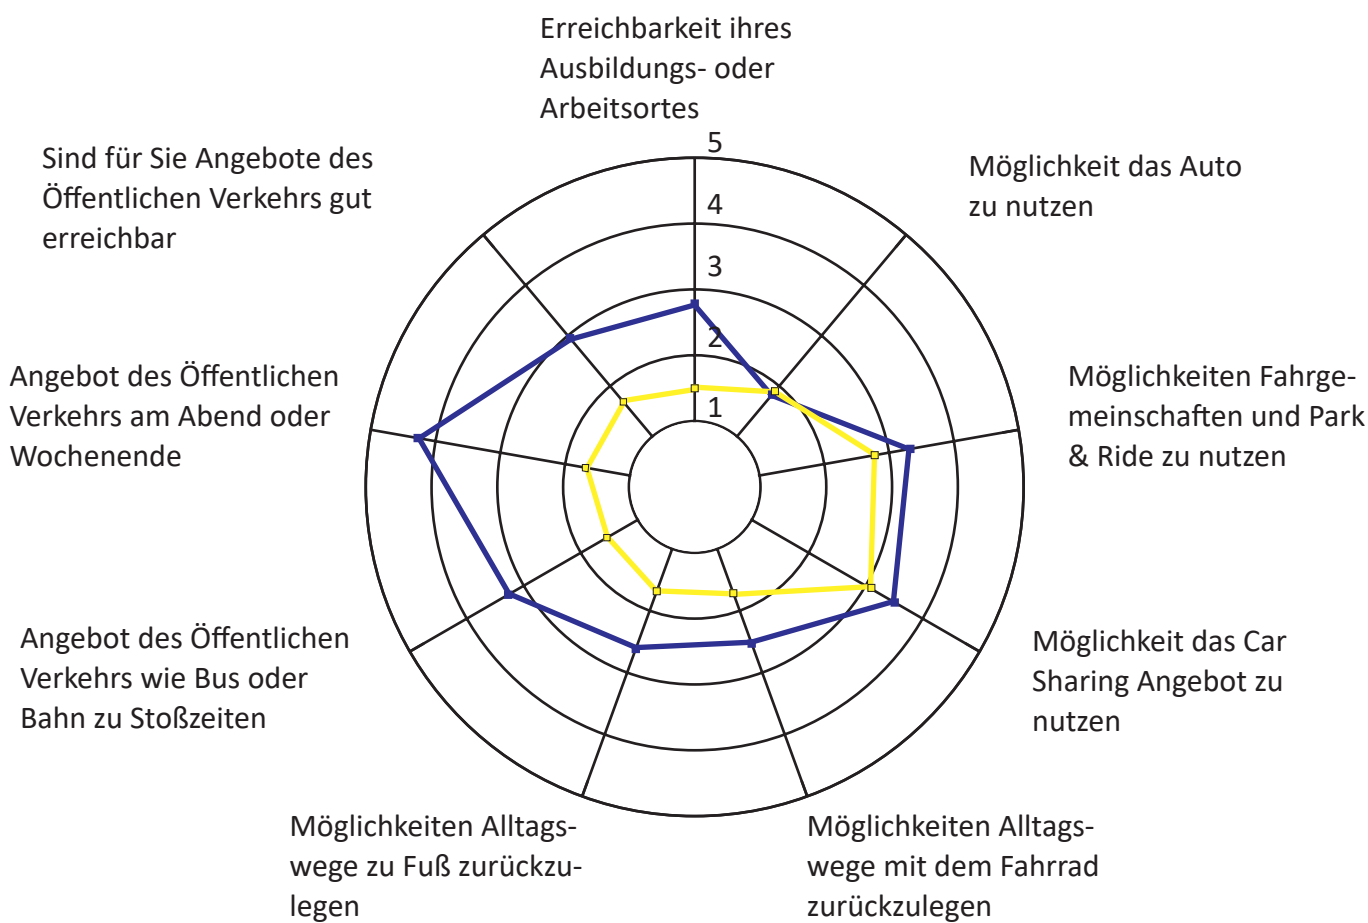 Erreichbarkeit ihres
Ausbildungs- oder
Arbeitsortes
Möglichkeit das Auto
zu nutzen
Möglichkeiten Fahrge-
meinschaften und Park
& Ride zu nutzen
Möglichkeit das Car
Sharing Angebot zu
nutzen
Möglichkeiten Alltags-
wege mit dem Fahrrad
zurückzulegen
Möglichkeiten Alltags-
wege zu Fuß zurückzu-
legen
Angebot des Öffentlichen
Verkehrs wie Bus oder
Bahn zu Stoßzeiten
Angebot des Öffentlichen
Verkehrs am Abend oder
Wochenende
Sind für Sie Angebote des
Öffentlichen Verkehrs gut
erreichbar
5
4
3
2
1